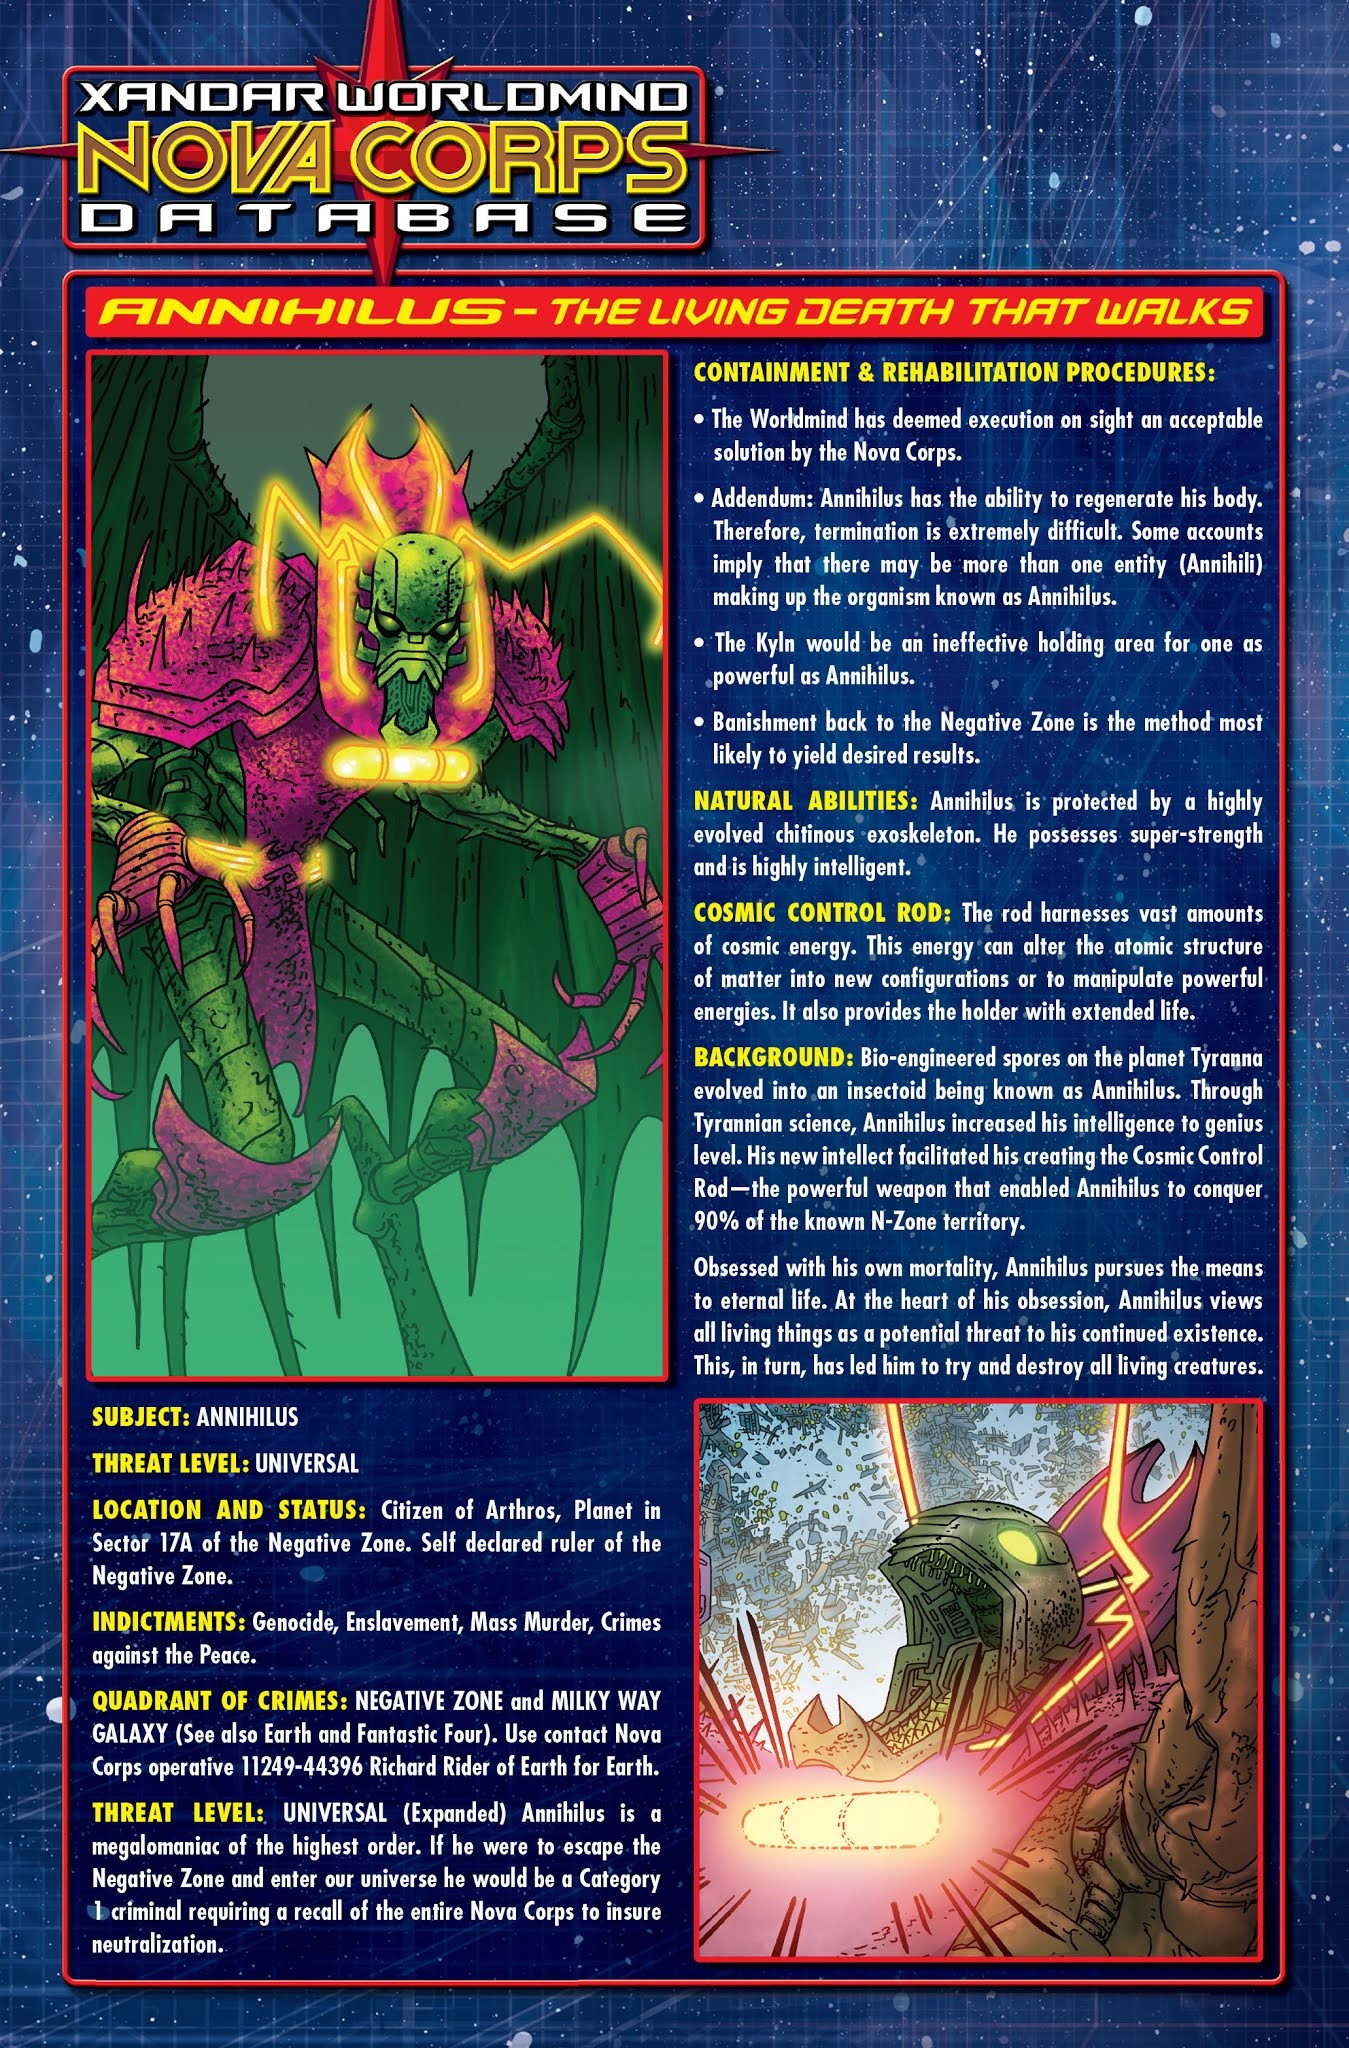 XANDAR WORLDMIND
NOVA CORPS
DATABASE
ANNIHILUS – THE LIVING DEATH THAT WALKS
SUBJECT: ANNIHILUS
THREAT LEVEL: UNIVERSAL
LOCATION AND STATUS: Citizen of Arthros, Planet in
Sector 17A of the Negative Zone. Self declared ruler of the
Negative Zone.
INDICTMENTS: Genocide, Enslavement, Mass Murder, Crimes
against the Peace.
QUADRANT OF CRIMES: NEGATIVE ZONE and MILKY WAY
GALAXY (See also Earth and Fantastic Four). Use contact Nova
Corps operative 11249-44396 Richard Rider of Earth for Earth.
THREAT LEVEL: UNIVERSAL (Expanded) Annihilus is a
megalomaniac of the highest order. If he were to escape the
Negative Zone and enter our universe he would be a Category
1 criminal requiring a recall of the entire Nova Corps to insure
neutralization.
CONTAINMENT & REHABILITATION PROCEDURES:
• The Worldmind has deemed execution on sight an acceptable
solution by the Nova Corps.
• Addendum: Annihilus has the ability to regenerate his body.
Therefore, termination is extremely difficult. Some accounts
imply that there may be more than one entity (Annihili)
making up the organism known as Annihilus.
• The Kyln would be an ineffective holding area for one as
powerful as Annihilus.
• Banishment back to the Negative Zone is the method most
likely to yield desired results.
NATURAL ABILITIES: Annihilus is protected by a highly
evolved chitinous exoskeleton. He possesses super-strength
and is highly intelligent.
COSMIC CONTROL ROD: The rod harnesses vast amounts
of cosmic energy. This energy can alter the atomic structure
of matter into new configurations or to manipulate powerful
energies. It also provides the holder with extended life.
BACKGROUND: Bio-engineered spores on the planet Tyranna
evolved into an insectoid being known as Annihilus. Through
Tyrannian science, Annihilus increased his intelligence to genius
level. His new intellect facilitated his creating the Cosmic Control
Rod—the powerful weapon that enabled Annihilus to conquer
90% of the known N-Zone territory.
Obsessed with his own mortality, Annihilus pursues the means
to eternal life. At the heart of his obsession, Annihilus views
all living things as a potential threat to his continued existence.
This, in turn, has led him to try and destroy all living creatures.